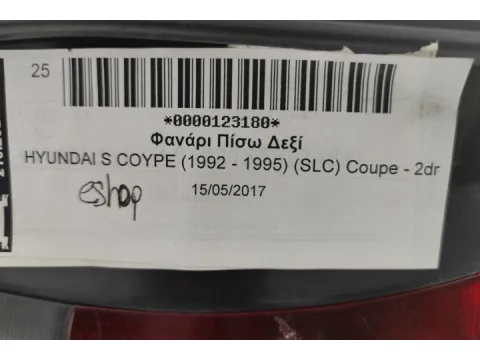 25
*0000123180*
Φανάρι Πίσω Δεξί
HYUNDAI S COYPE (1992 - 1995) (SLC) Coupe - 2dr
15/05/2017
eshop